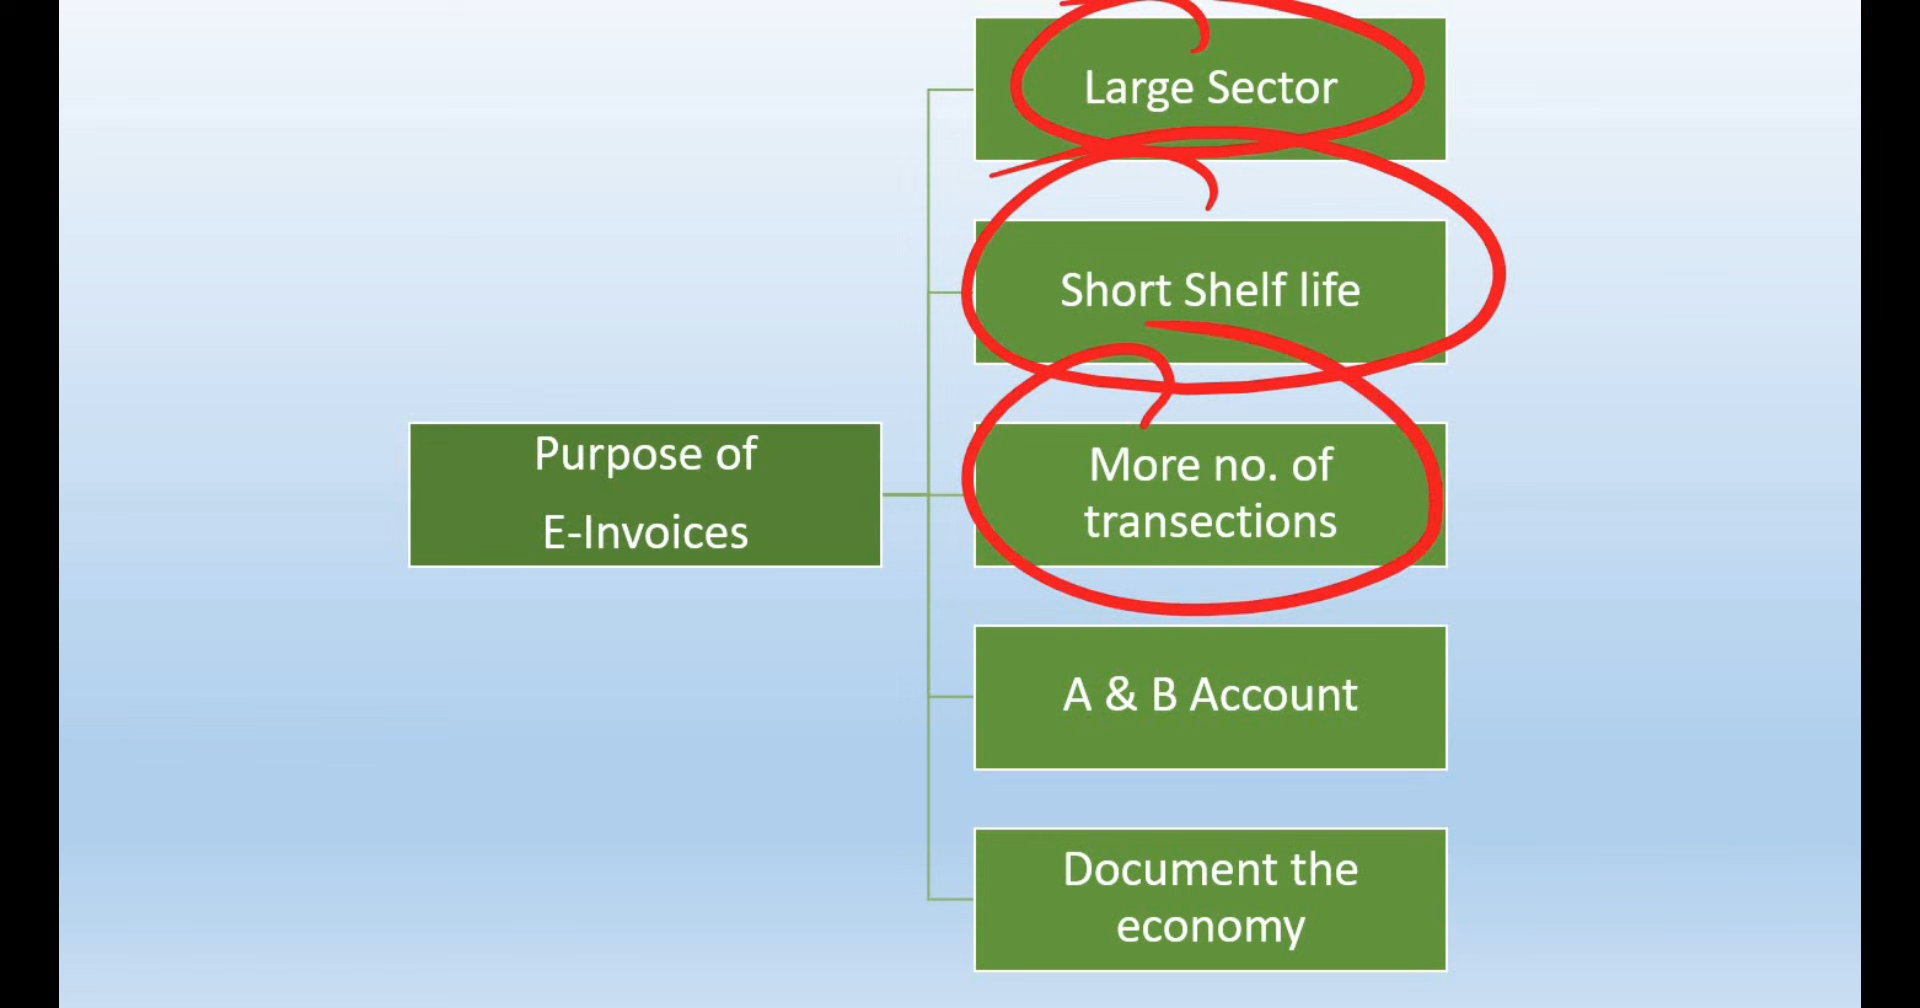 Purpose of
E-Invoices
Large Sector
Short Shelf life
More no. of
transections
A & B Account
Document the
economy